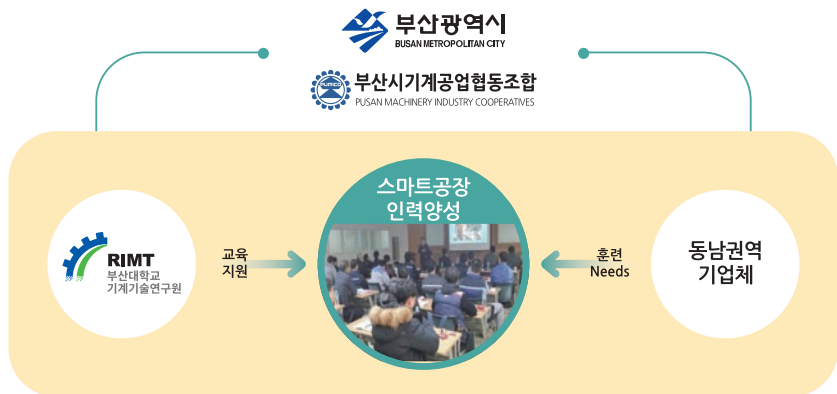 부산광역시
BUSAN METROPOLITAN CITY
PUMICO
부산시기계공업협동조합
PUSAN MACHINERY INDUSTRY COOPERATIVES
스마트공장
인력양성
RIMT
부산대학교
기계기술연구원
교육
지원
훈련
Needs
동남권역
기업체